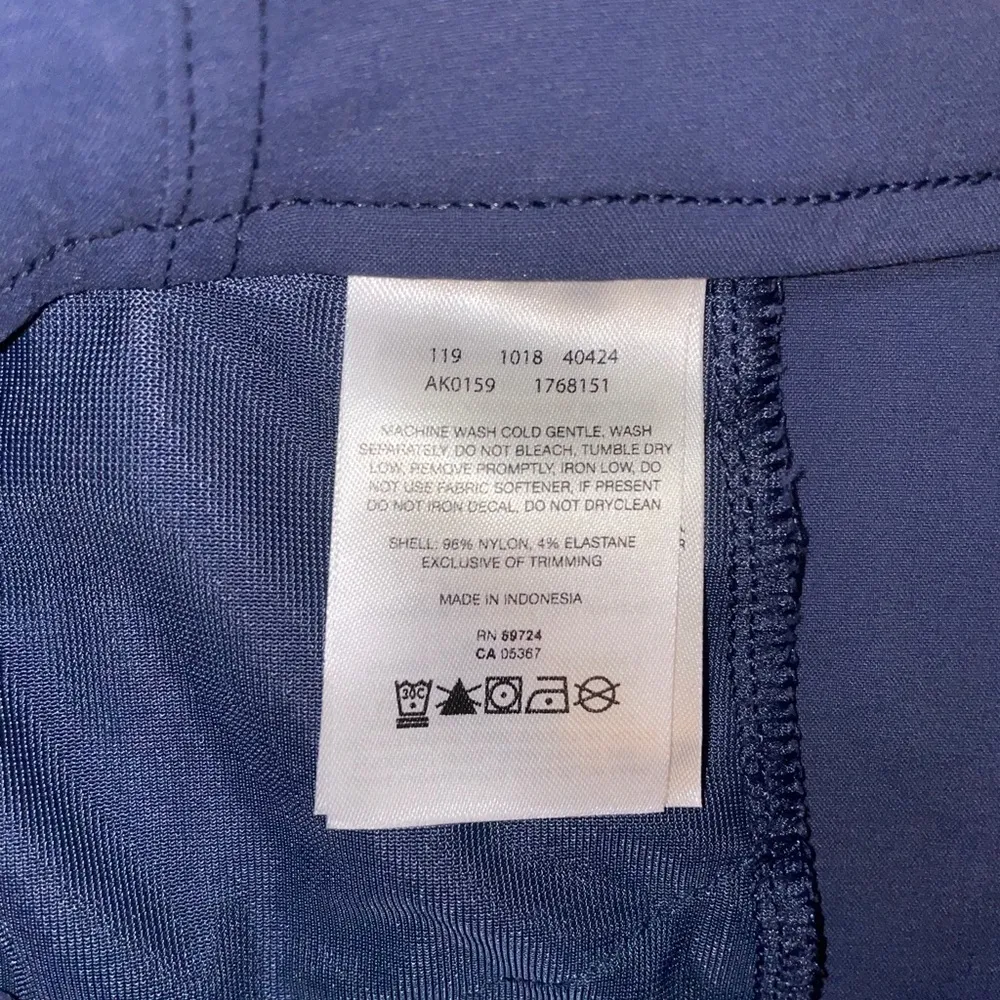 119 1018 40424
AK0159 1768151
MACHINE WASH COLD GENTLE, WASH
SEPARATELY, DO NOT BLEACH, TUMBLE DRY
LOW, REMOVE PROMPTLY, IRON LOW, DO
NOT USE FABRIC SOFTENER, IF PRESENT
DO NOT IRON DECAL, DO NOT DRYCLEAN
SHELL: 96% NYLON, 4% ELASTANE
EXCLUSIVE OF TRIMMING
MADE IN INDONESIA
RN 69724
CA 05367
30C